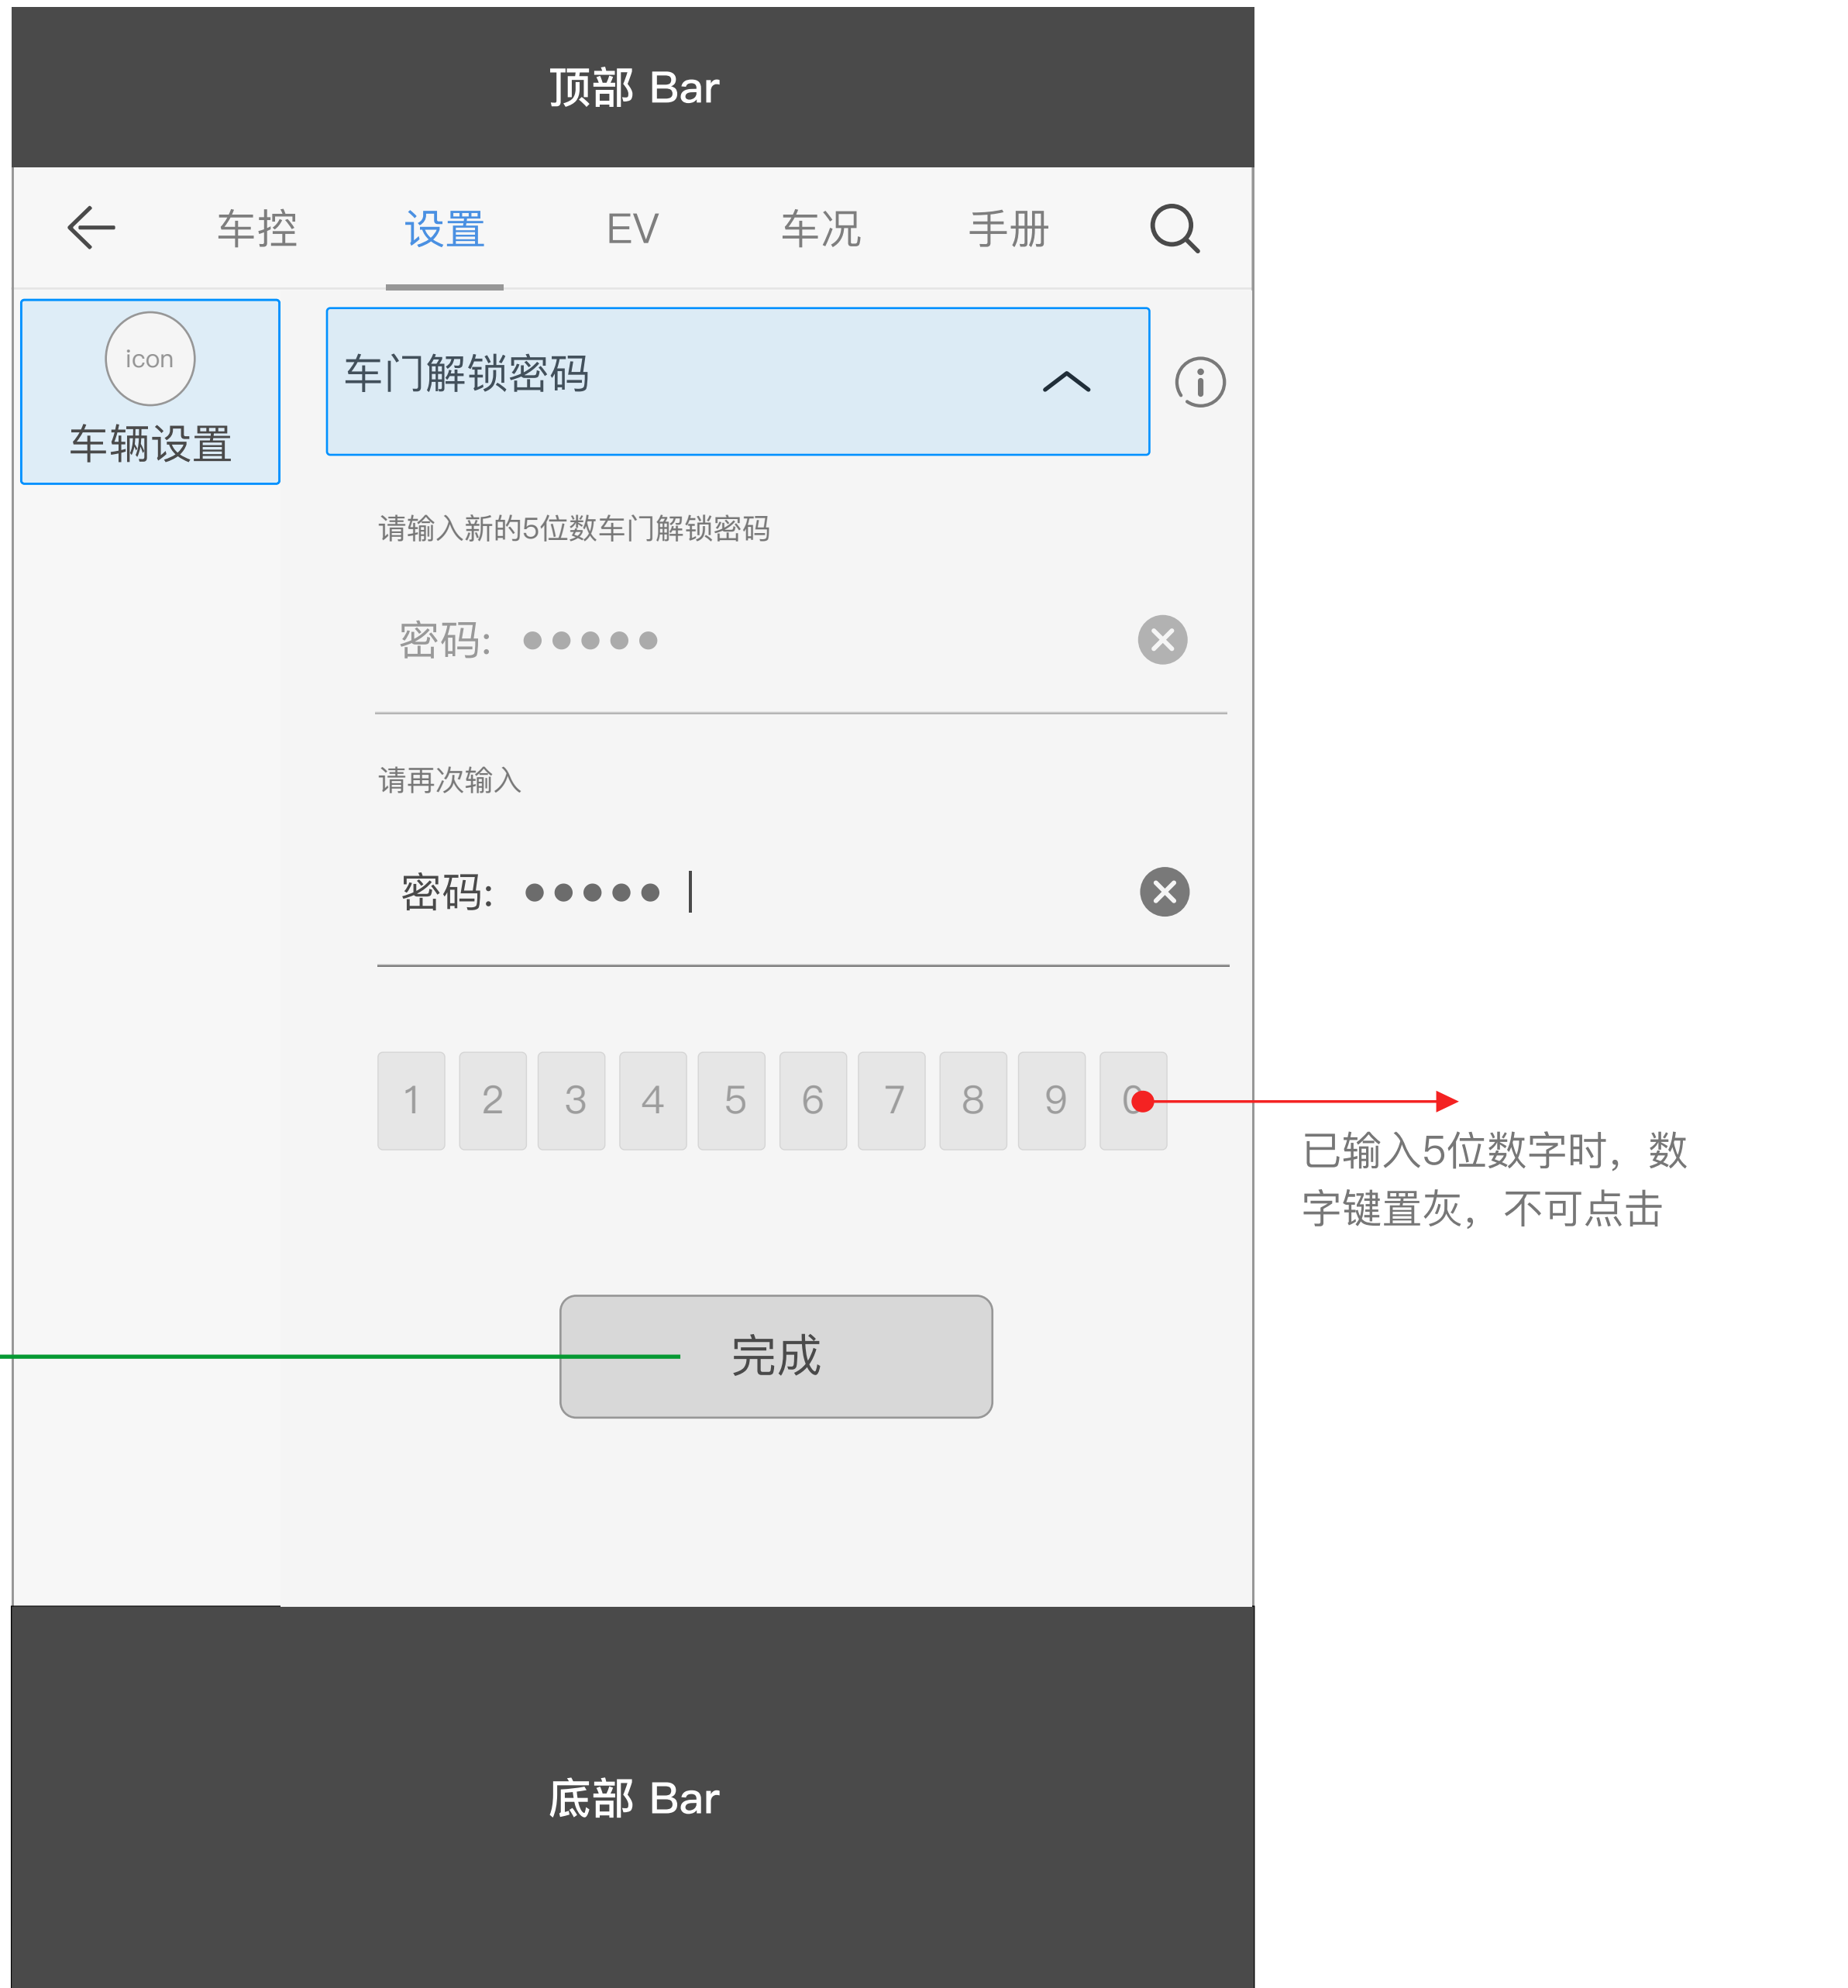 顶部 Bar
车控
设置
EV
车况
手册
icon
车辆设置
车门解锁密码
请输入新的5位数车门解锁密码
密码:
请再次输入
密码:
1 2 3 4 5 6 7 8 9 0
已输入5位数字时，数
字键置灰，不可点击
完成
底部 Bar